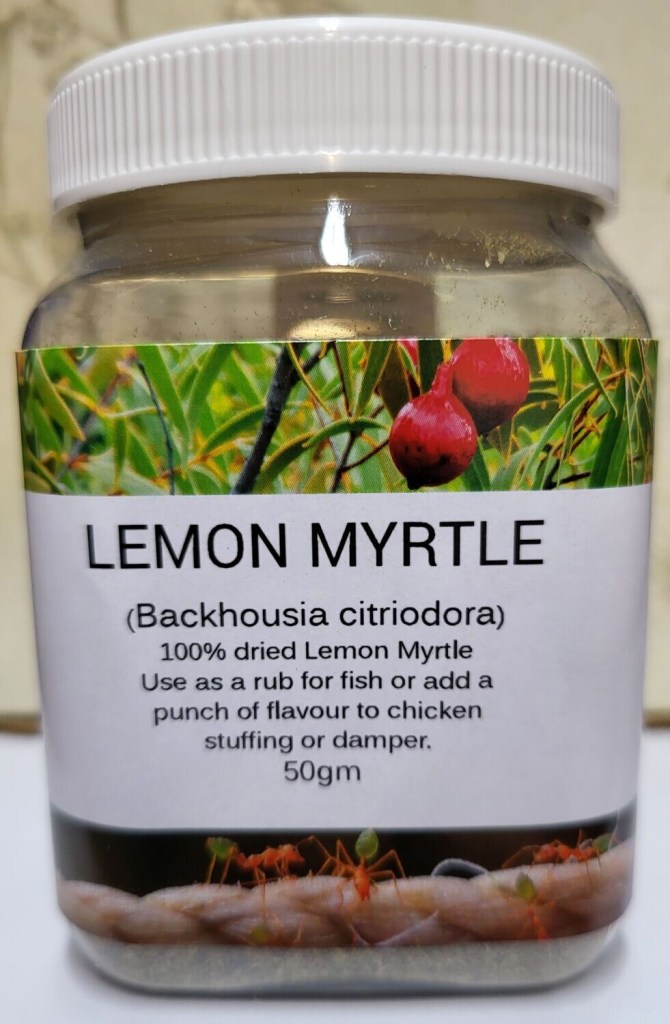 LEMON MYRTLE
(Backhousia citriodora)
100% dried Lemon Myrtle
Use as a rub for fish or add a
punch of flavour to chicken
stuffing or damper.
50gm